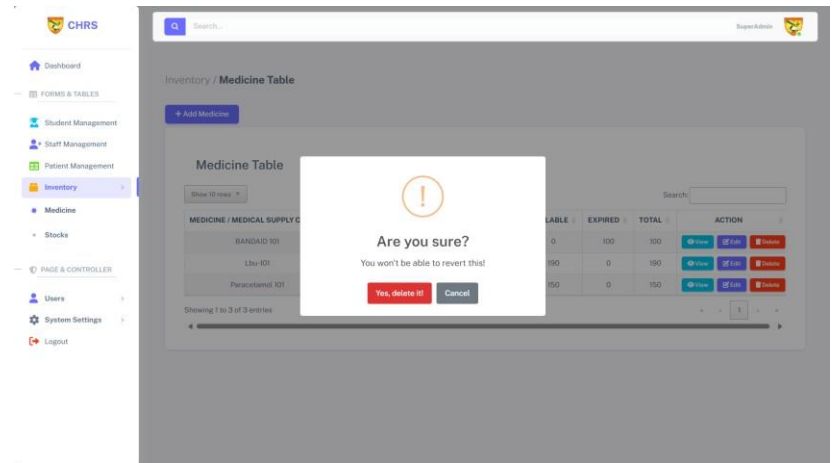 CHRS
Search...
SuperAdmin
Dashboard
FORMS & TABLES
Student Management
Staff Management
Patient Management
Inventory
Medicine
Stocks
PAGE & CONTROLLER
Users
System Settings
Logout
Inventory / Medicine Table
+ Add Medicine
Medicine Table
Show 10 rows
Search:
MEDICINE / MEDICAL SUPPLY C LABLE EXPIRED TOTAL ACTION
BANDAID 101 0 100 100 View Edit Delete
Lbu-101 190 0 190 View Edit Delete
Paracetamol 101 150 0 150 View Edit Delete
Showing 1 to 3 of 3 entries
« ‹ 1 › »
!
Are you sure?
You won't be able to revert this!
Yes, delete it! Cancel